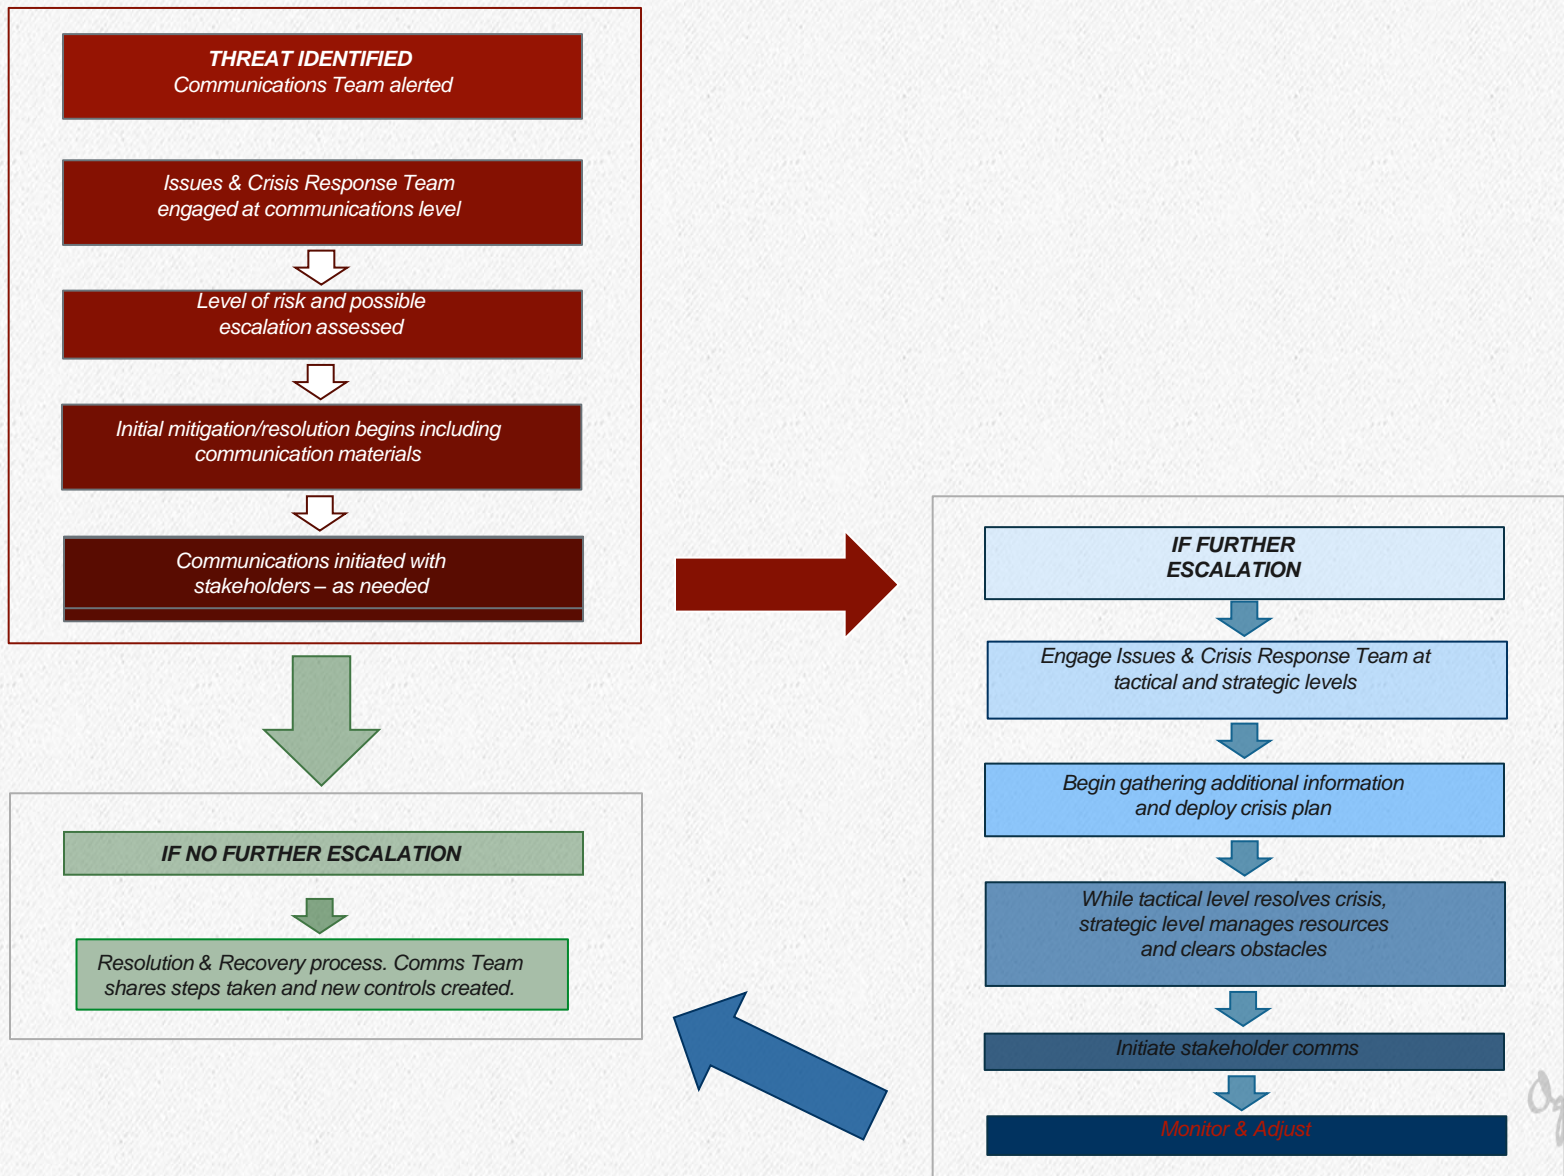 THREAT IDENTIFIED
Communications Team alerted
Issues & Crisis Response Team
engaged at communications level
Level of risk and possible
escalation assessed
Initial mitigation/resolution begins including
communication materials
Communications initiated with
stakeholders – as needed
IF NO FURTHER ESCALATION
Resolution & Recovery process. Comms Team
shares steps taken and new controls created.
IF FURTHER
ESCALATION
Engage Issues & Crisis Response Team at
tactical and strategic levels
Begin gathering additional information
and deploy crisis plan
While tactical level resolves crisis,
strategic level manages resources
and clears obstacles
Initiate stakeholder comms
Monitor & Adjust